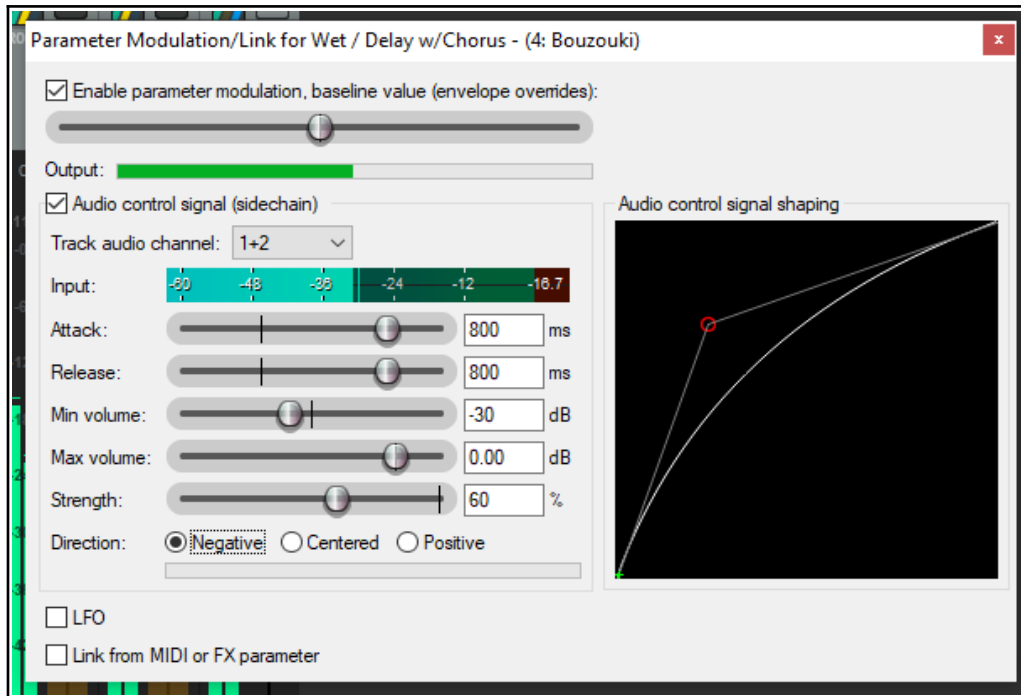 Parameter Modulation/Link for Wet / Delay w/Chorus - (4: Bouzouki)
x
Enable parameter modulation, baseline value (envelope overrides):
Output:
Audio control signal (sidechain)
Audio control signal shaping
Track audio channel: 1+2
Input: -60 -48 -36 -24 -12 -16.7
Attack: 800 ms
Release: 800 ms
Min volume: -30 dB
Max volume: 0.00 dB
Strength: 60 %
Direction: Negative Centered Positive
LFO
Link from MIDI or FX parameter